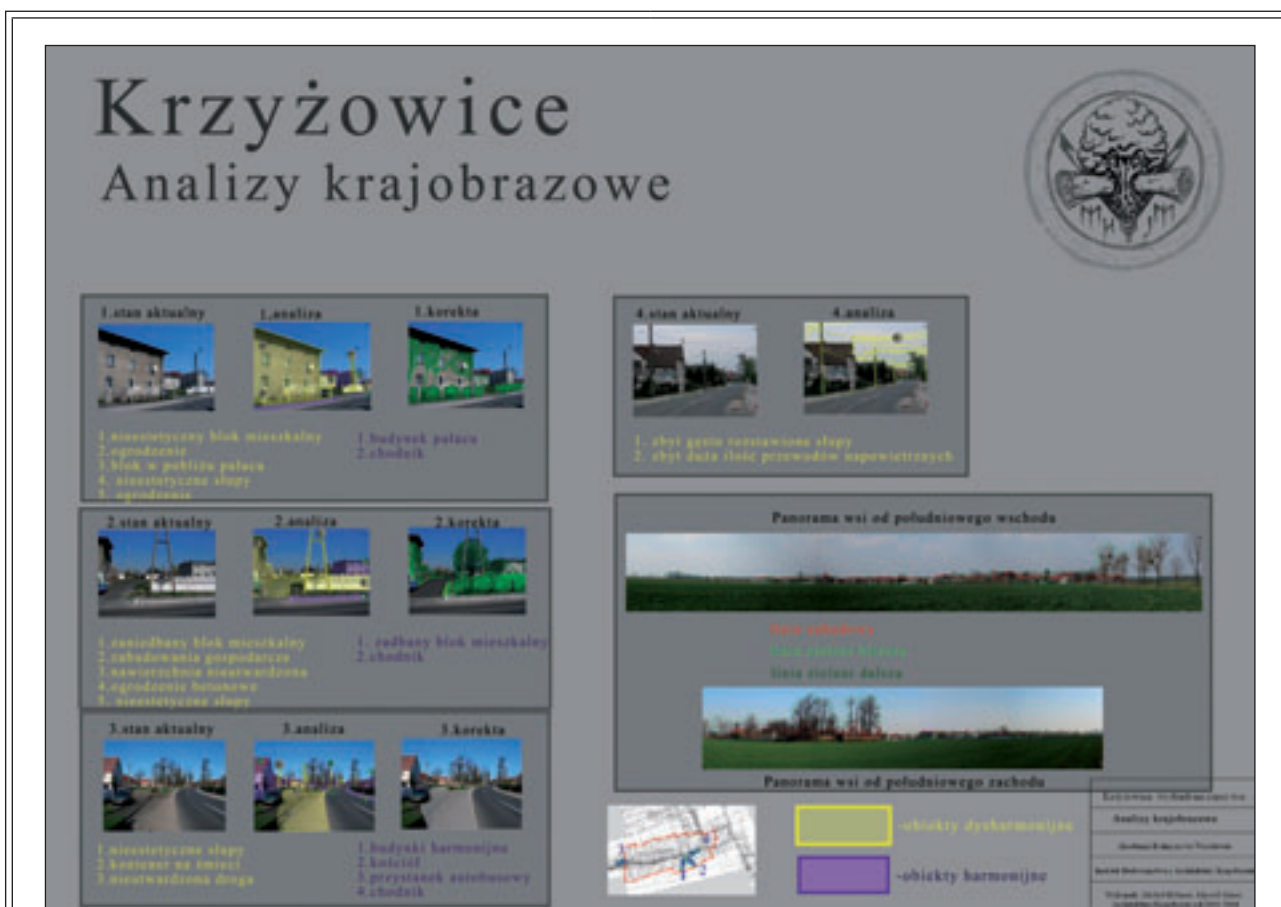 Krzyżowice
Analizy krajobrazowe
1.stan aktualny
1.analiza
1.korekta
1.nieestetyczny blok mieszkalny
2.ogrodzenie
3.blok w pobliżu pałacu
4. nieestetyczne słupy
5. ogrodzenie
1.budynek pałacu
2.chodnik
2.stan aktualny
2.analiza
2.korekta
1.zaniedbany blok mieszkalny
2.zabudowania gospodarcze
3.nawierzchnia nieutwardzona
4.ogrodzenie betonowe
5. nieestetyczne słupy
1. zadbany blok mieszkalny
2.chodnik
3.stan aktualny
3.analiza
3.korekta
1.nieestetyczne słupy
2.kontener na śmieci
3.nieutwardzona droga
1.budynki harmonijne
2.kościół
3.przystanek autobusowy
4.chodnik
4.stan aktualny
4.analiza
1. zbyt gęsto rozstawione słupy
2. zbyt duża ilość przewodów napowietrznych
Panorama wsi od południowego wschodu
linia zabudowy
linia zieleni bliższa
linia zieleni dalsza
Panorama wsi od południowego zachodu
-obiekty dysharmonijne
-obiekty harmonijne
Analizy krajobrazowe